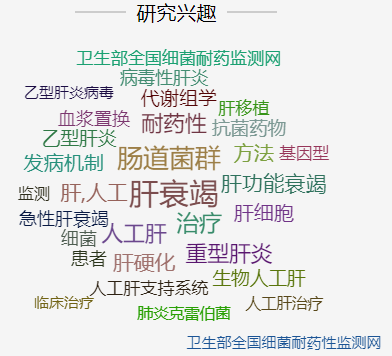 研究兴趣
卫生部全国细菌耐药监测网
病毒性肝炎
乙型肝炎病毒
代谢组学
肝移植
血浆置换
耐药性
抗菌药物
乙型肝炎
肠道菌群
方法
基因型
发病机制
监测
肝,人工
肝衰竭
肝功能衰竭
急性肝衰竭
治疗
肝细胞
细菌
人工肝
患者
肝硬化
重型肝炎
生物人工肝
人工肝支持系统
临床治疗
肺炎克雷伯菌
人工肝治疗
卫生部全国细菌耐药性监测网